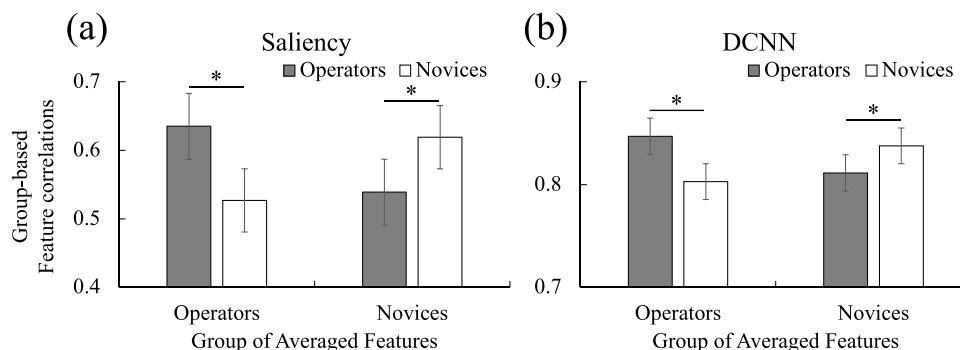 (a)
Saliency
Operators Novices
0.7
0.6
0.5
0.4
* *
Group-based
Feature correlations
Operators Novices
Group of Averaged Features
(b)
DCNN
Operators Novices
0.9
0.8
0.7
* *
Operators Novices
Group of Averaged Features